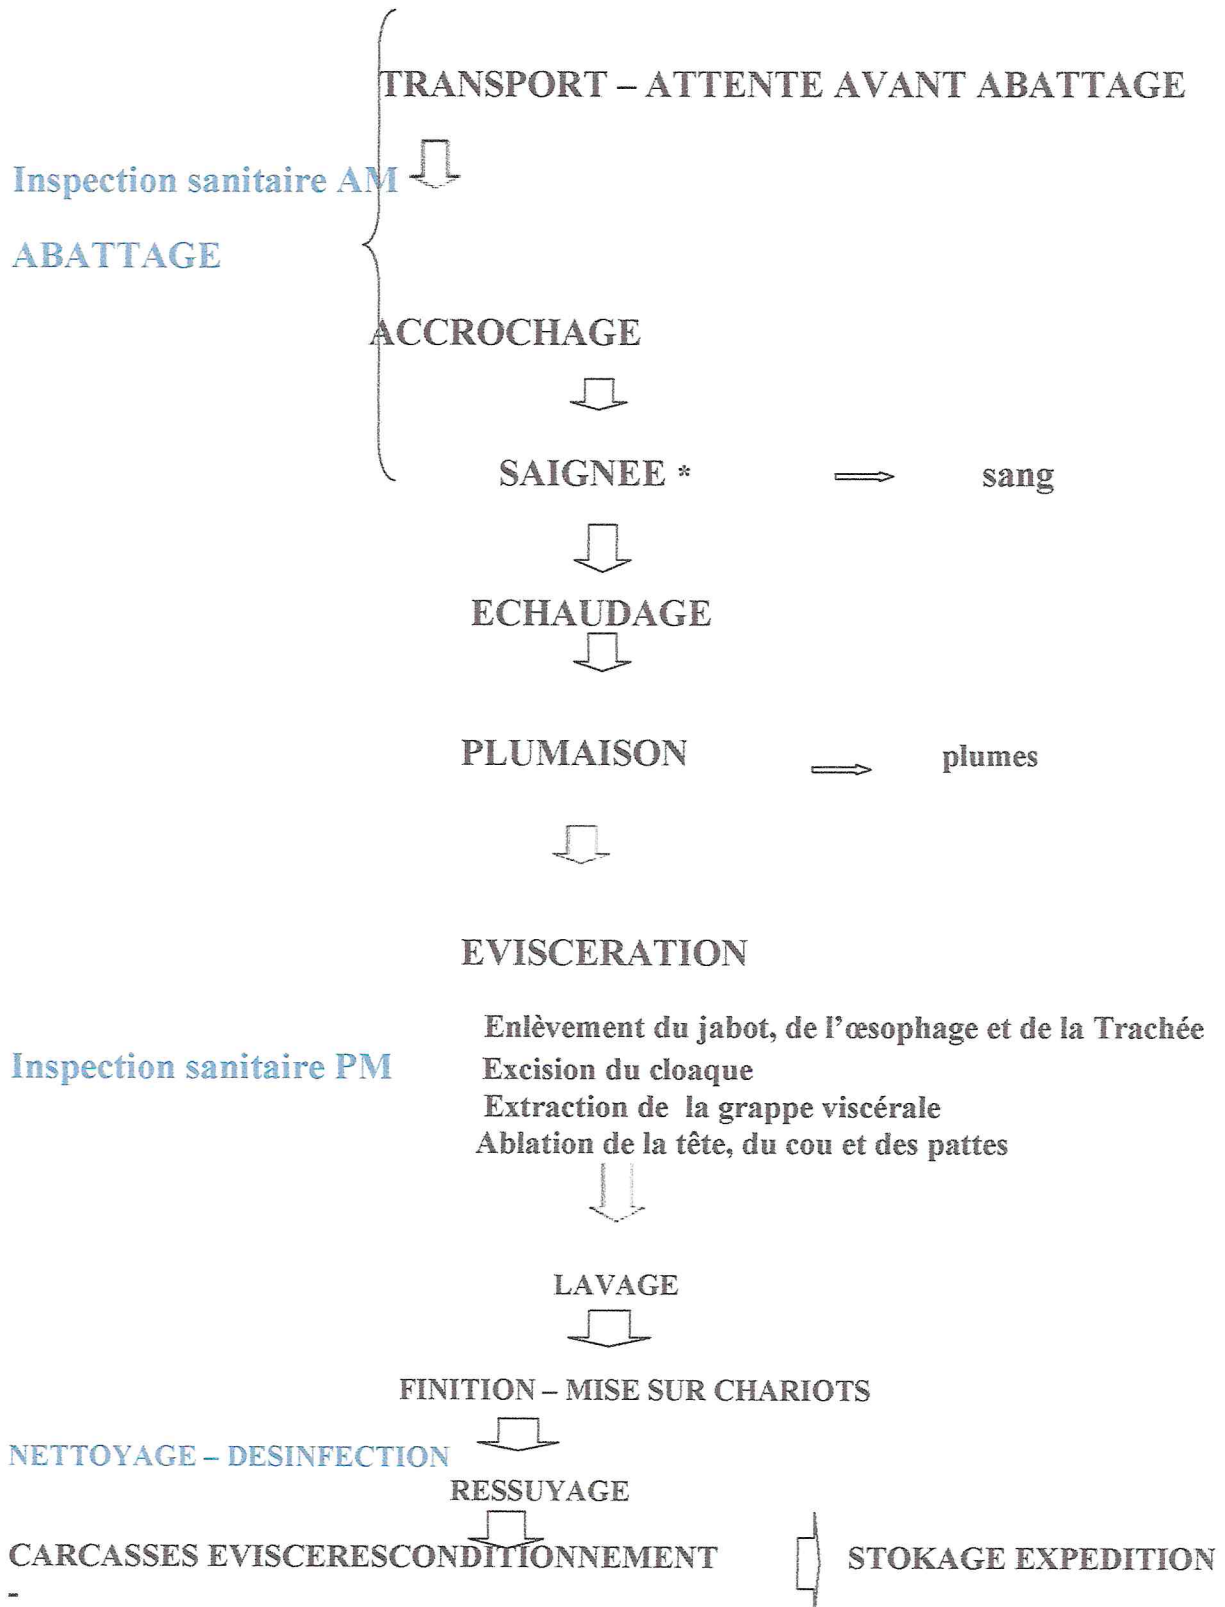 TRANSPORT – ATTENTE AVANT ABATTAGE
Inspection sanitaire AM
ABATTAGE
ACCROCHAGE
SAIGNEE * sang
ECHAUDAGE
PLUMAISON plumes
EVISCERATION
Enlèvement du jabot, de l’œsophage et de la Trachée
Inspection sanitaire PM
Excision du cloaque
Extraction de la grappe viscérale
Ablation de la tête, du cou et des pattes
LAVAGE
FINITION – MISE SUR CHARIOTS
NETTOYAGE – DESINFECTION
RESSUYAGE
CARCASSES EVISCERESCONDITIONNEMENT STOKAGE EXPEDITION
-